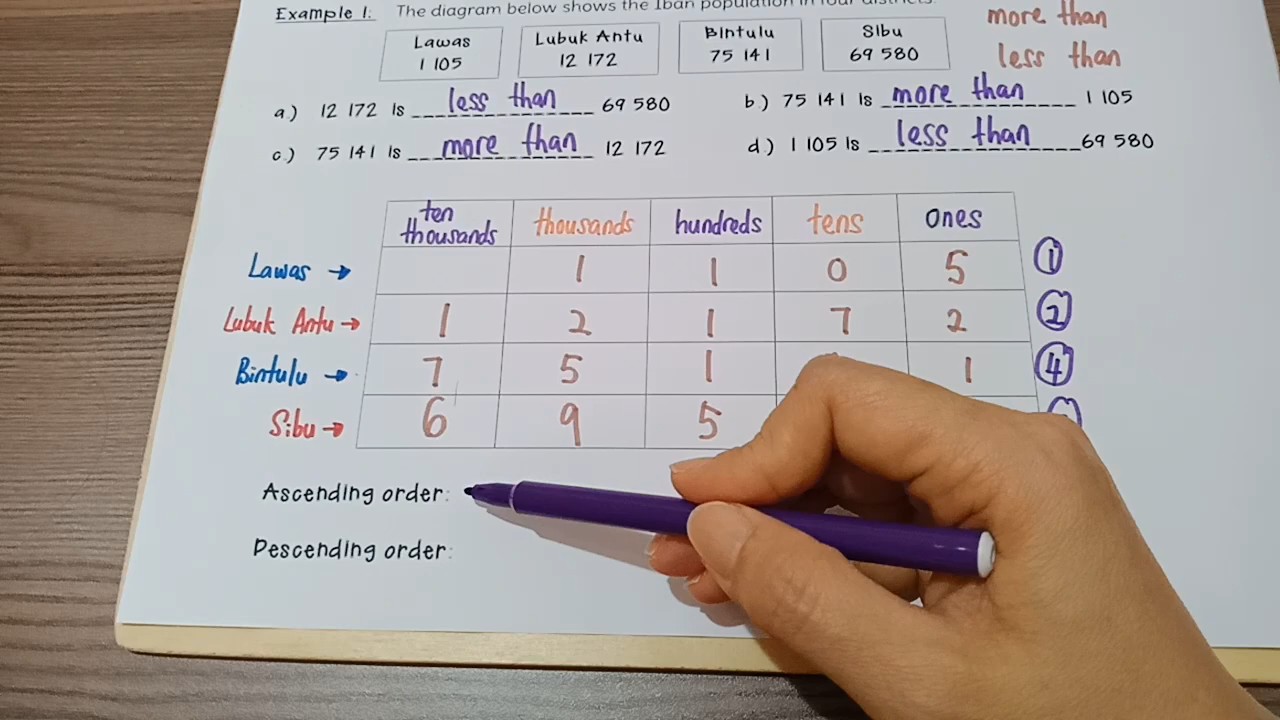 Example 1: The diagram below shows the Iban population in four districts.
more than
less than
Lawas
1 105
Lubuk Antu
12 172
Bintulu
75 141
Sibu
69 580
a) 12 172 is less than 69 580
b) 75 141 is more than 1 105
c) 75 141 is more than 12 172
d) 1 105 is less than 69 580
ten thousands thousands hundreds tens ones
Lawas → 1 1 0 5 1
Lubuk Antu → 1 2 1 7 2 2
Bintulu → 7 5 1 1 4
Sibu → 6 9 5
Ascending order:
Descending order: